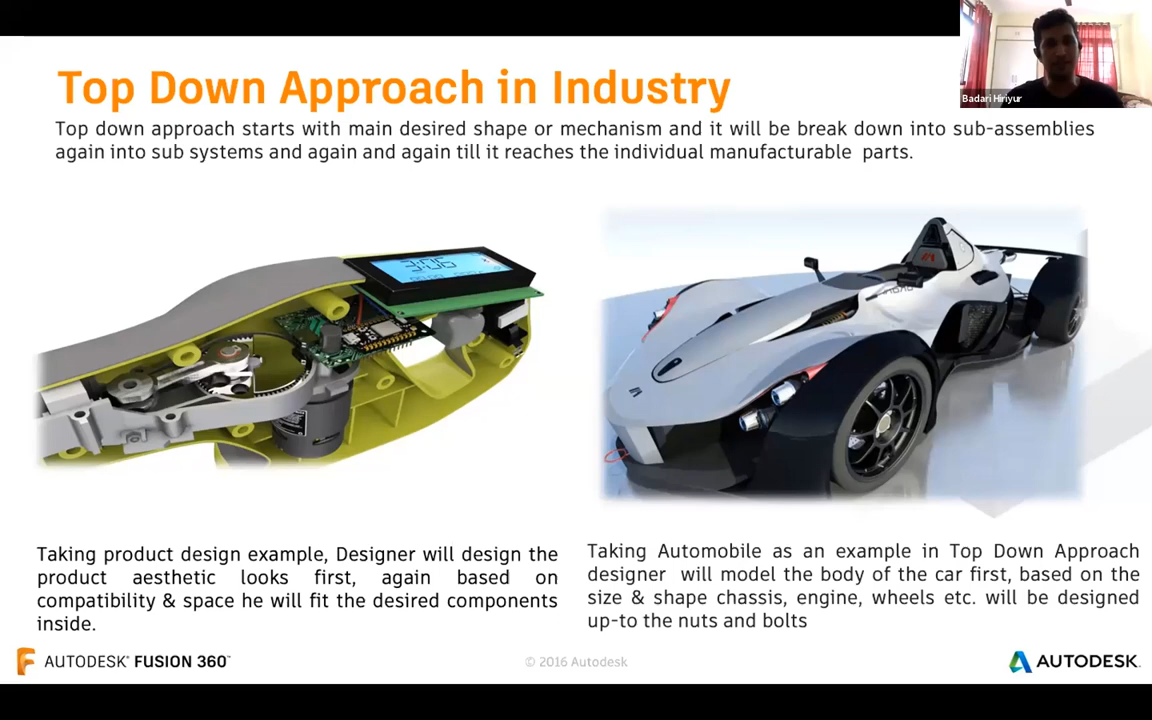 Top Down Approach in Industry
Badari Hiriyur
Top down approach starts with main desired shape or mechanism and it will be break down into sub-assemblies
again into sub systems and again and again till it reaches the individual manufacturable parts.
Taking product design example, Designer will design the
product aesthetic looks first, again based on
compatibility & space he will fit the desired components
inside.
Taking Automobile as an example in Top Down Approach
designer will model the body of the car first, based on the
size & shape chassis, engine, wheels etc. will be designed
up-to the nuts and bolts
AUTODESK® FUSION 360™
© 2016 Autodesk
AUTODESK.